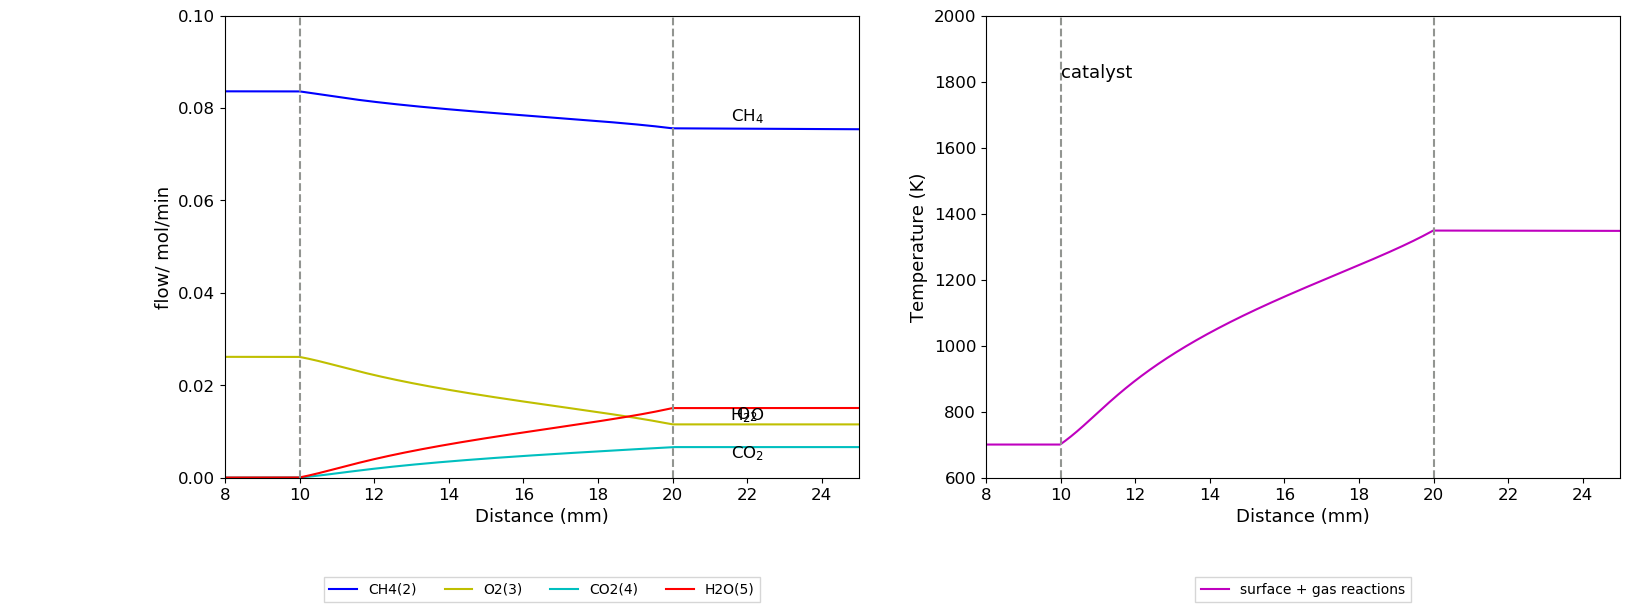 0.10
0.08
0.06
0.04
0.02
0.00
flow/ mol/min
CH₄
CO₂
8 10 12 14 16 18 20 22 24
Distance (mm)
CH4(2) O2(3) CO2(4) H2O(5)
2000
1800
1600
1400
1200
1000
800
600
Temperature (K)
catalyst
8 10 12 14 16 18 20 22 24
Distance (mm)
surface + gas reactions